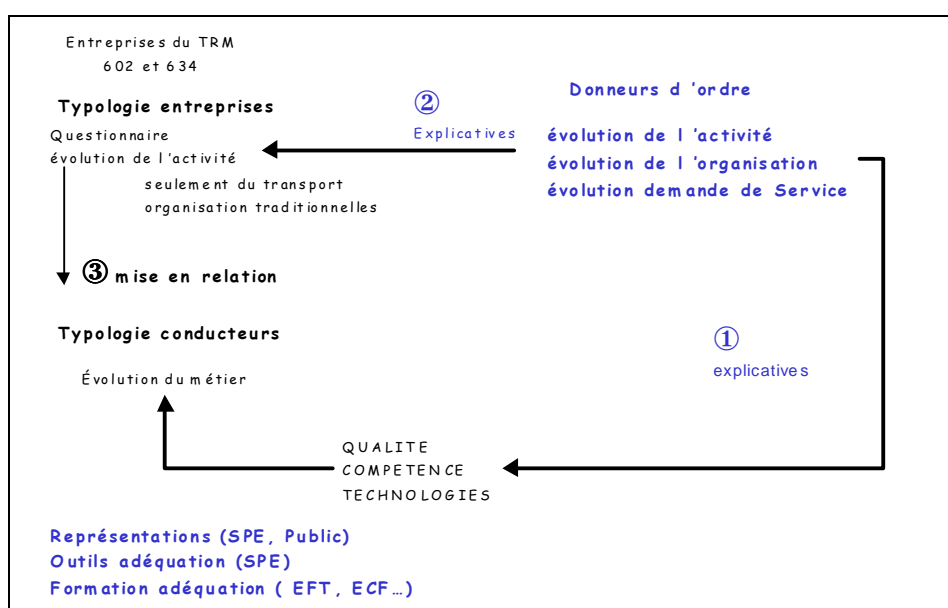 Entreprises du TRM
602 et 634
Typologie entreprises
Questionnaire
évolution de l'activité
seulement du transport
organisation traditionnelles
②
Explicatives
Donneurs d 'ordre
évolution de l 'activité
évolution de l 'organisation
évolution demande de Service
③ mise en relation
Typologie conducteurs
Évolution du métier
①
explicatives
QUALITE
COMPETENCE
TECHNOLOGIES
Représentations (SPE, Public)
Outils adéquation (SPE)
Formation adéquation ( EFT, ECF…)